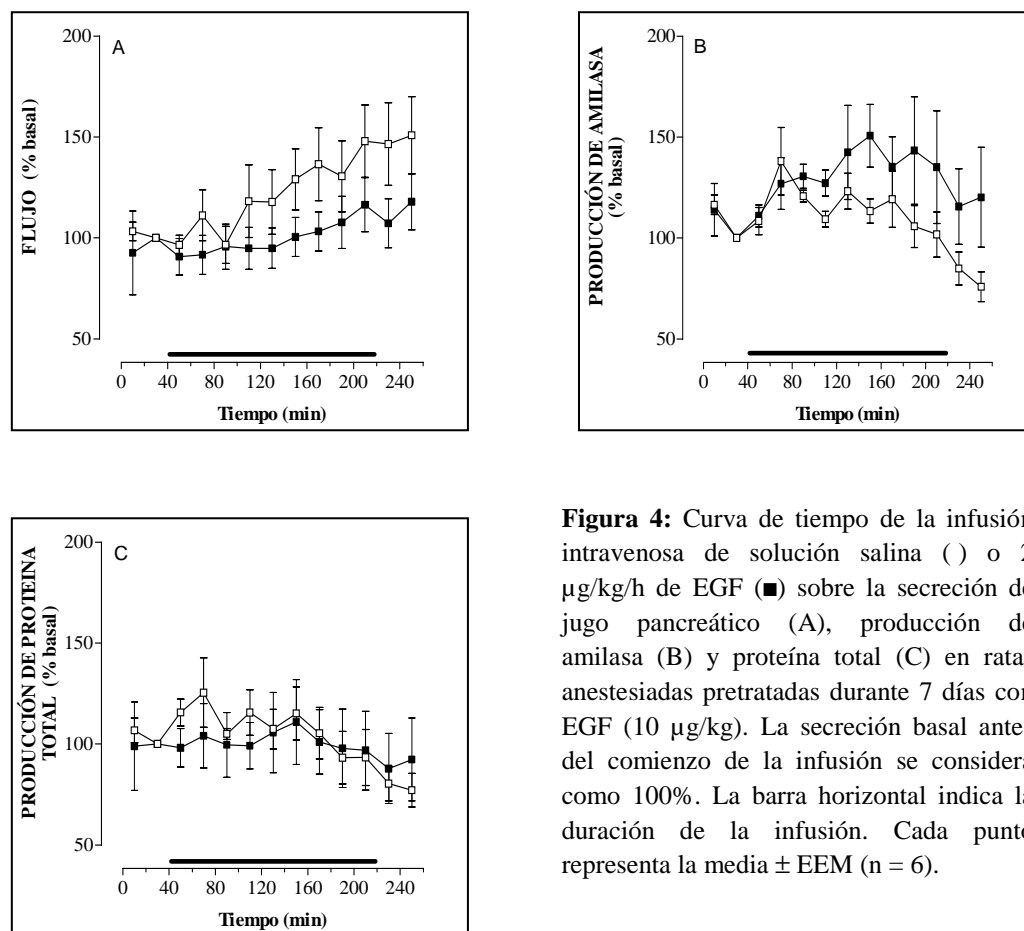 A
FLUJO (% basal)
200
150
100
50
0 40 80 120 160 200 240
Tiempo (min)
B
PRODUCCIÓN DE AMILASA
(% basal)
200
150
100
50
0 40 80 120 160 200 240
Tiempo (min)
C
PRODUCCIÓN DE PROTEINA
TOTAL (% basal)
200
150
100
50
0 40 80 120 160 200 240
Tiempo (min)
Figura 4: Curva de tiempo de la infusión
intravenosa de solución salina ( ) o 2
µg/kg/h de EGF (■) sobre la secreción de
jugo pancreático (A), producción de
amilasa (B) y proteína total (C) en rata
anestesiadas pretratadas durante 7 días con
EGF (10 µg/kg). La secreción basal ante
del comienzo de la infusión se considera
como 100%. La barra horizontal indica la
duración de la infusión. Cada punto
representa la media ± EEM (n = 6).